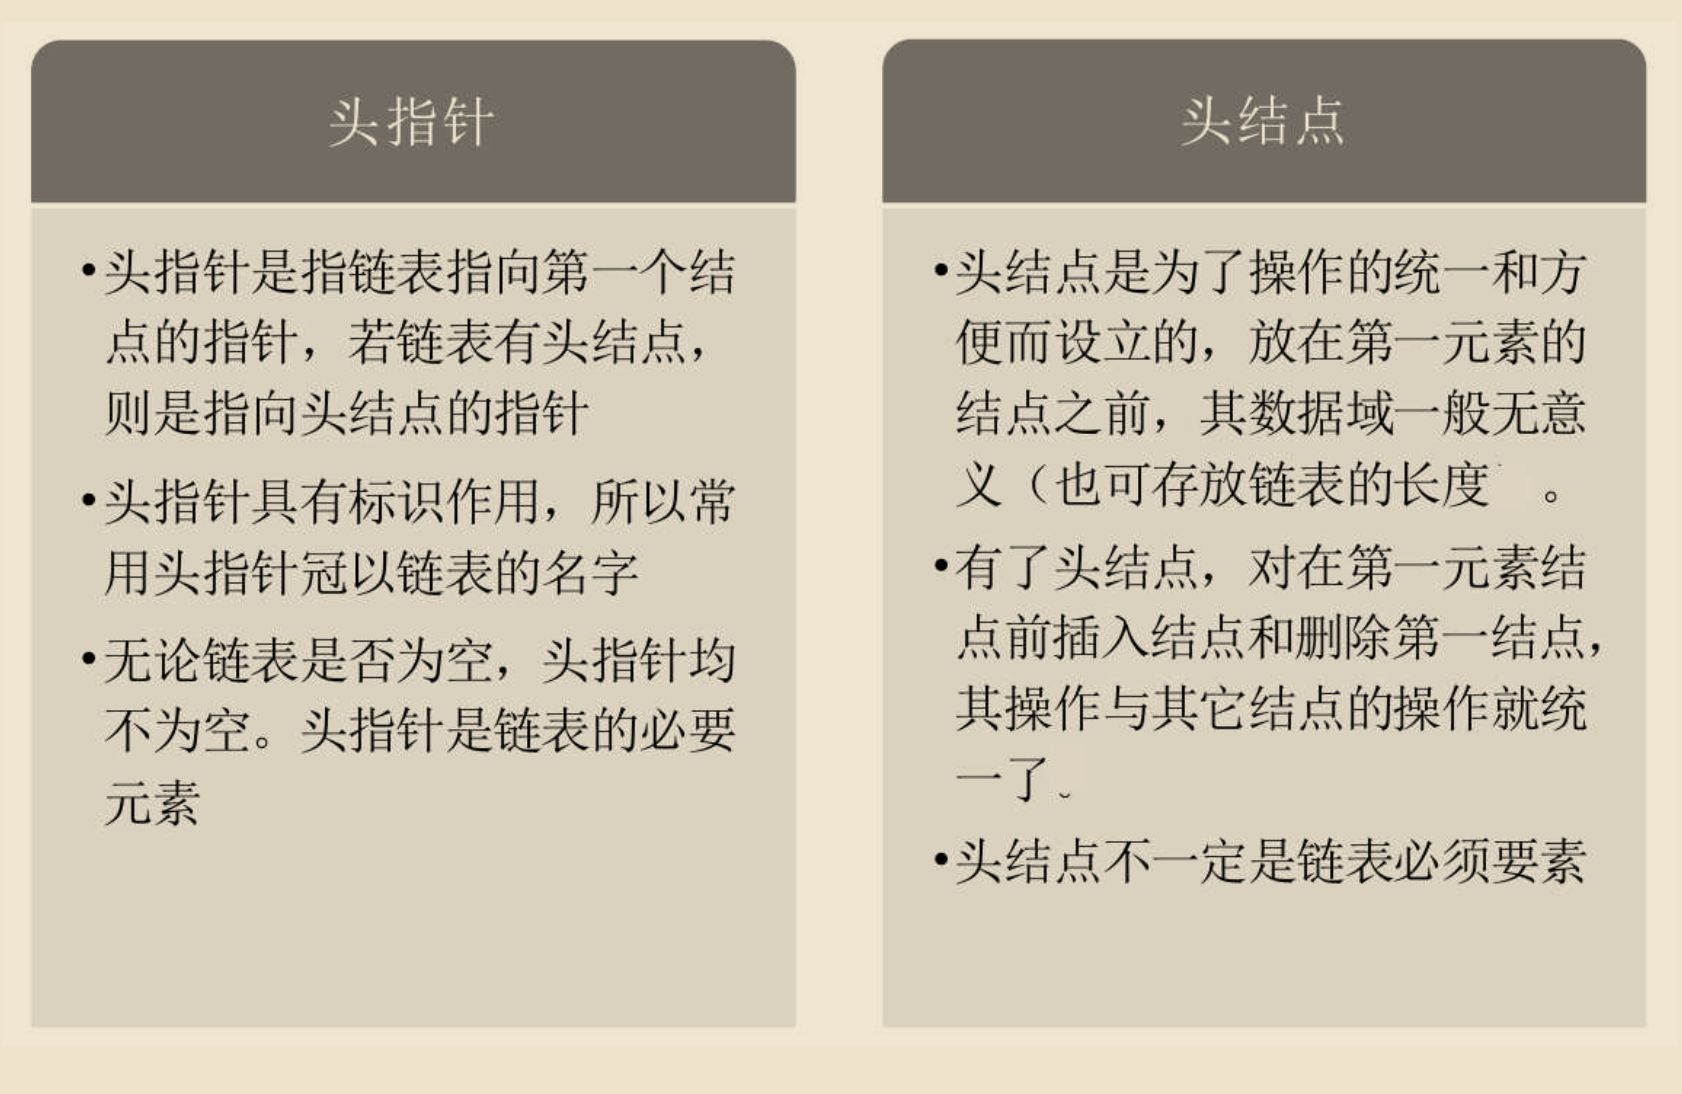 头指针
•头指针是指链表指向第一个结
点的指针，若链表有头结点，
则是指向头结点的指针
•头指针具有标识作用，所以常
用头指针冠以链表的名字
•无论链表是否为空，头指针均
不为空。头指针是链表的必要
元素
头结点
•头结点是为了操作的统一和方
便而设立的，放在第一元素的
结点之前，其数据域一般无意
义（也可存放链表的长度 。
•有了头结点，对在第一元素结
点前插入结点和删除第一结点，
其操作与其它结点的操作就统
一了。
•头结点不一定是链表必须要素